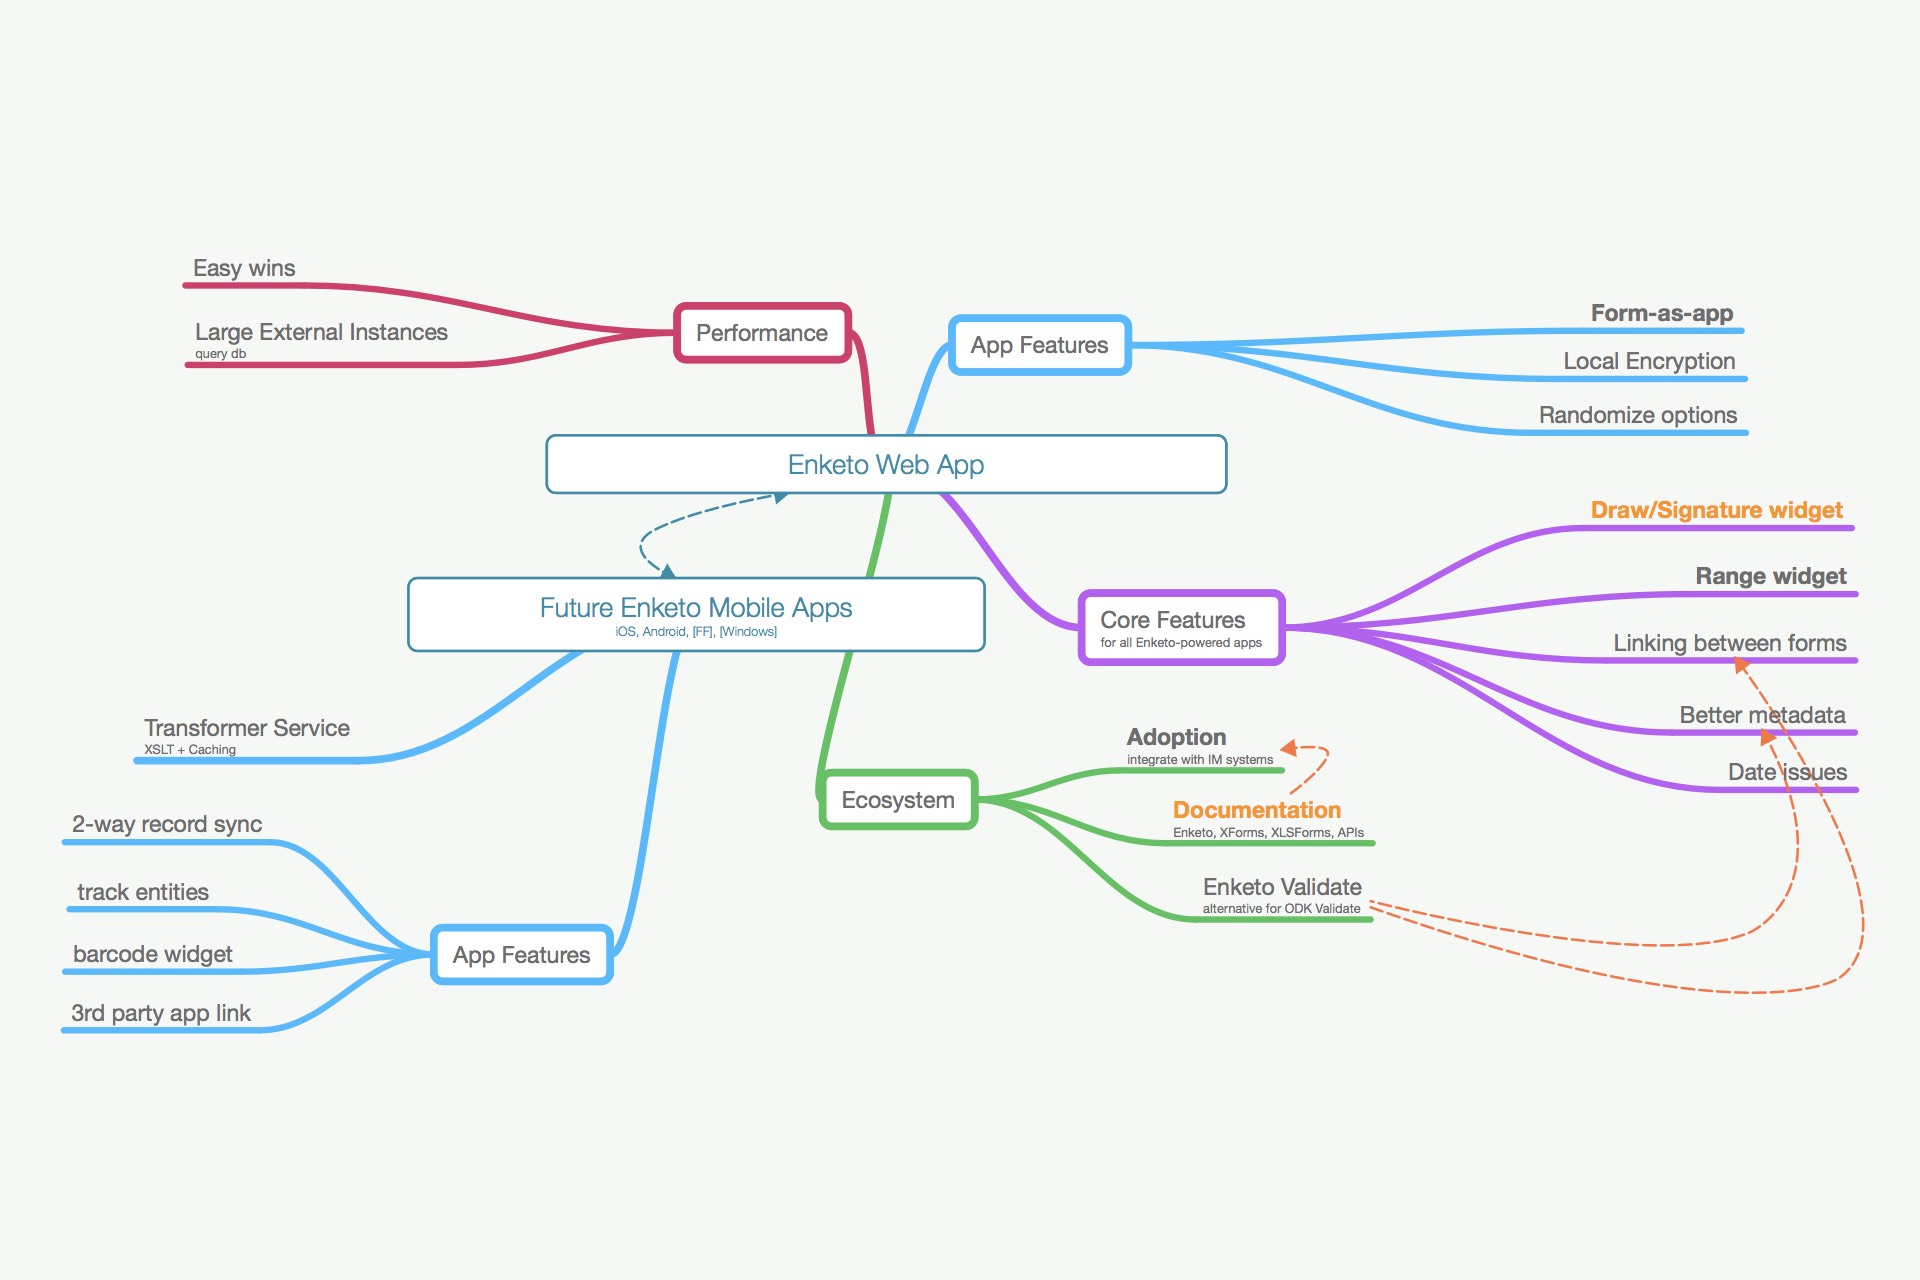 Easy wins
Large External Instances
query db
Performance
App Features
Form-as-app
Local Encryption
Randomize options
Enketo Web App
Future Enketo Mobile Apps
iOS, Android, [FF], [Windows]
Core Features
for all Enketo-powered apps
Draw/Signature widget
Range widget
Linking between forms
Better metadata
Date issues
Transformer Service
XSLT + Caching
Ecosystem
Adoption
integrate with IM systems
Documentation
Enketo, XForms, XLSForms, APIs
Enketo Validate
alternative for ODK Validate
2-way record sync
track entities
barcode widget
3rd party app link
App Features